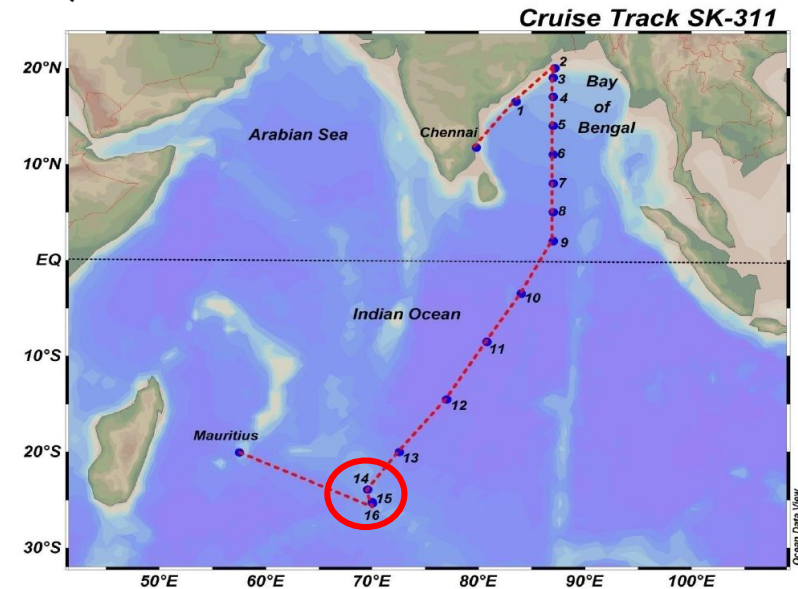 Cruise Track SK-311
20°N
10°N
EQ
10°S
20°S
30°S
50°E
60°E
70°E
80°E
90°E
100°E
Arabian Sea
Chennai
Bay
of
Bengal
Indian Ocean
Mauritius
1
2
3
4
5
6
7
8
9
10
11
12
13
14
15
16
Ocean Data View